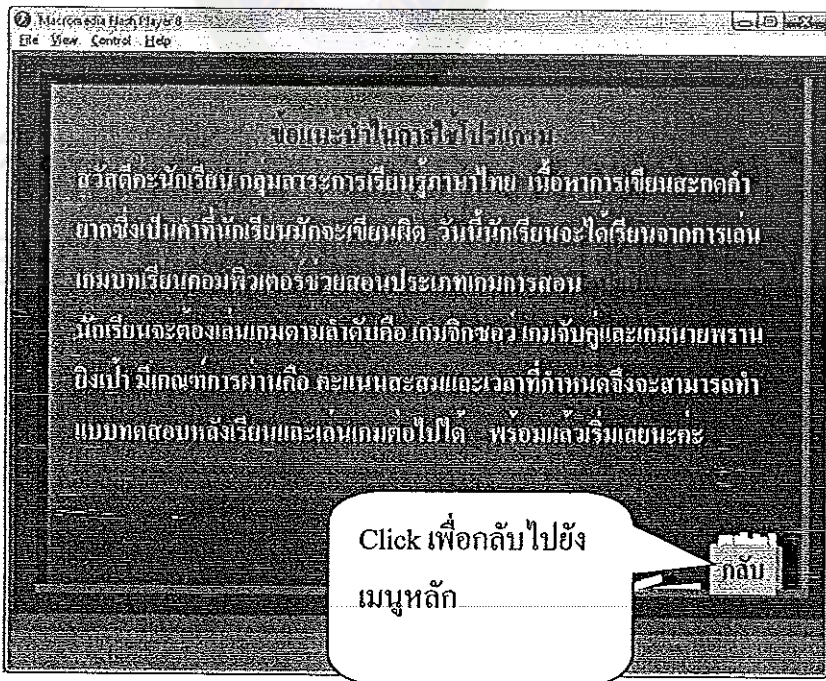 Macromedia Flash Player 8
File View Control Help
ข้อแนะนำในการใช้โปรแกรม
สวัสดีค่ะนักเรียน กลุ่มสาระการเรียนรู้ภาษาไทย เนื้อหาการเขียนสะกดคำ
ยากซึ่งเป็นคำที่นักเรียนมักจะเขียนผิด วันนี้นักเรียนจะได้เรียนจากการเล่น
เกมบทเรียนคอมพิวเตอร์ช่วยสอนประเภทเกมการสอน
นักเรียนจะต้องเล่นเกมตามลำดับคือ เกมจิกซอว์ เกมจับคู่และเกมนายพราน
ยิงเป้า มีเกณฑ์การผ่านคือ คะแนนสะสมและเวลาที่กำหนดจึงจะสามารถทำ
แบบทดสอบหลังเรียนและเล่นเกมต่อไปได้ พร้อมแล้วเริ่มเลยนะคะ
Click เพื่อกลับไปยัง
เมนูหลัก
กลับ